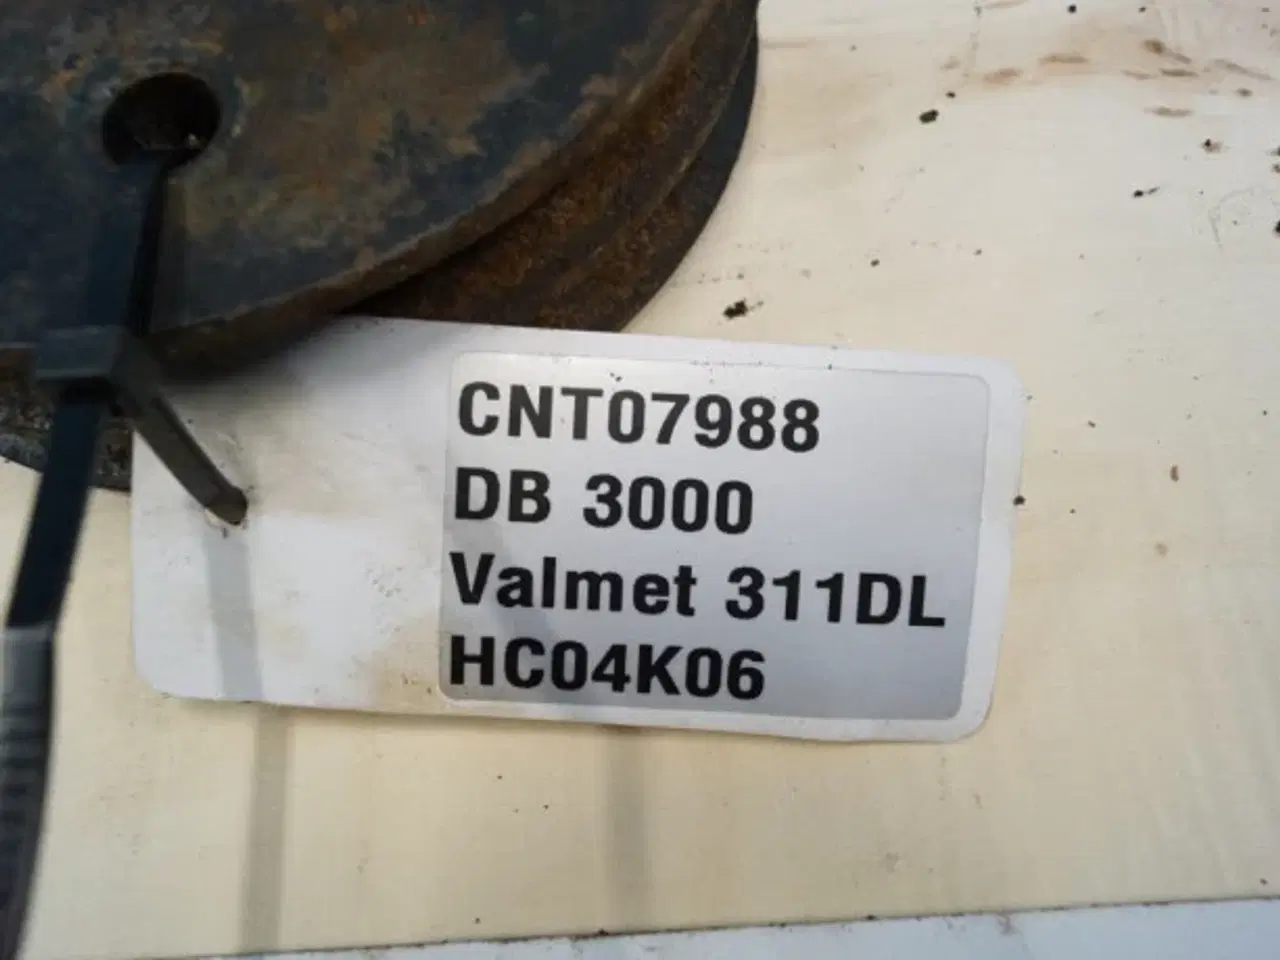 CNT07988
DB 3000
Valmet 311DL
HC04K06